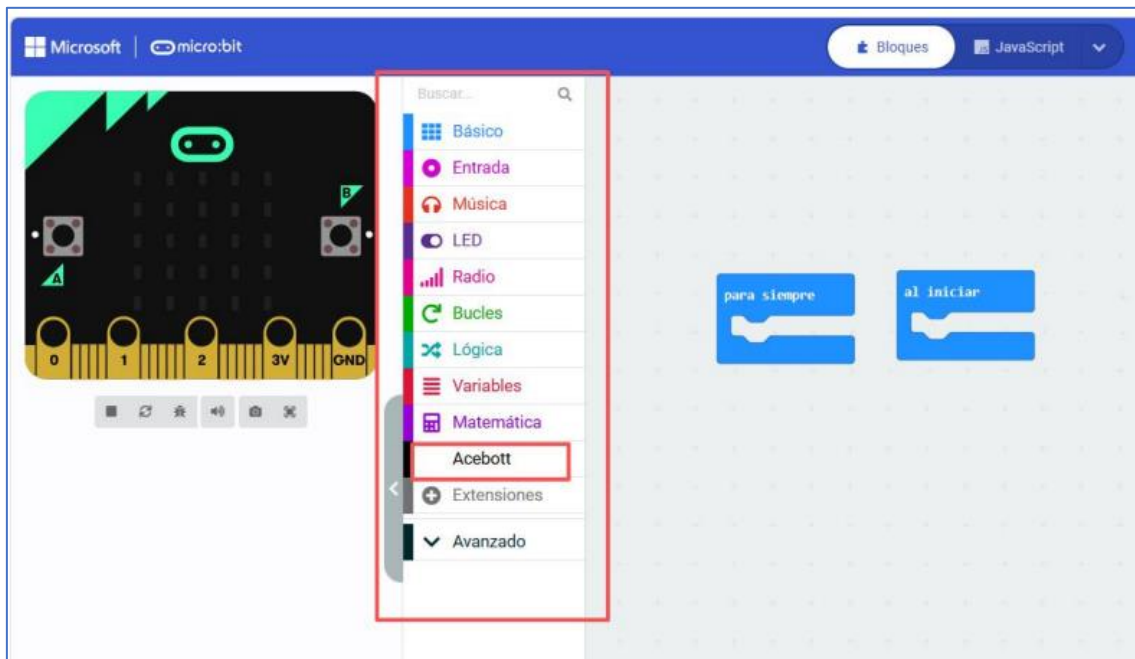 Microsoft | micro:bit
Bloques
JavaScript
Buscar...
Básico
Entrada
Música
LED
Radio
Bucles
Lógica
Variables
Matemática
Acebott
Extensiones
Avanzado
A
B
0 1 2 3V GND
para siempre
al iniciar